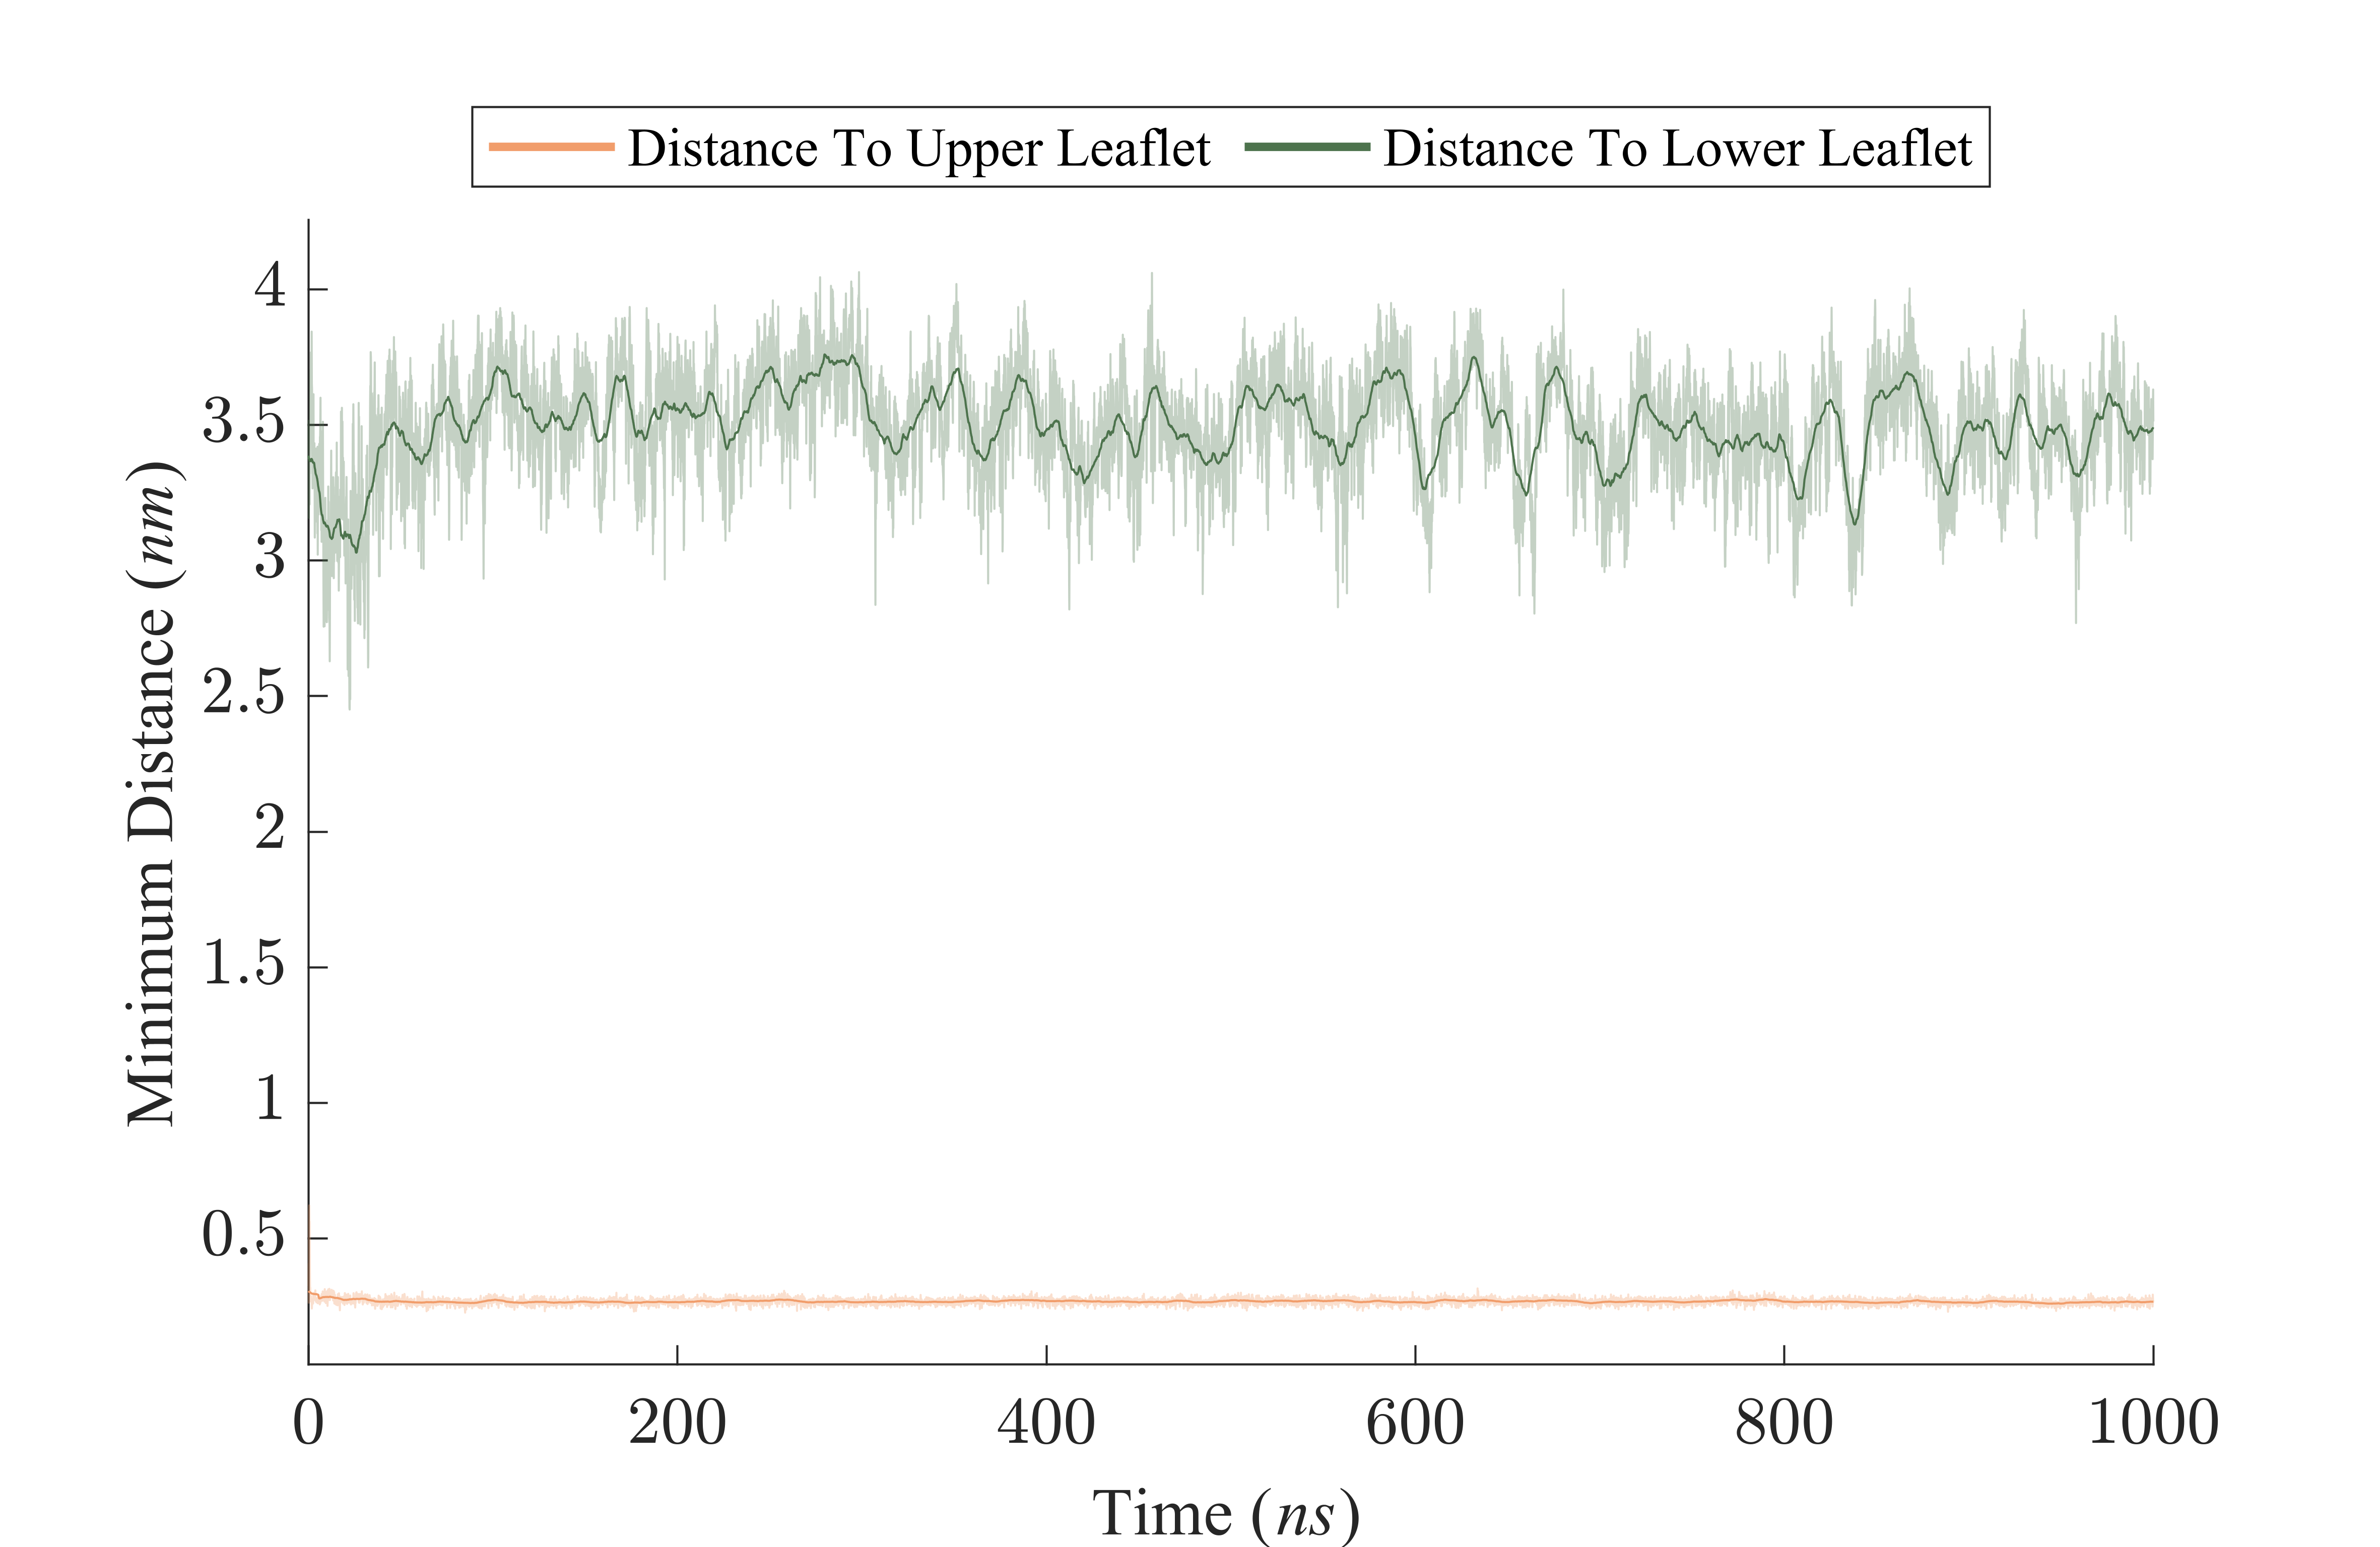 Distance To Upper Leaflet Distance To Lower Leaflet
4
3.5
3
2.5
2
1.5
1
0.5
Minimum Distance (nm)
0 200 400 600 800 1000
Time (ns)